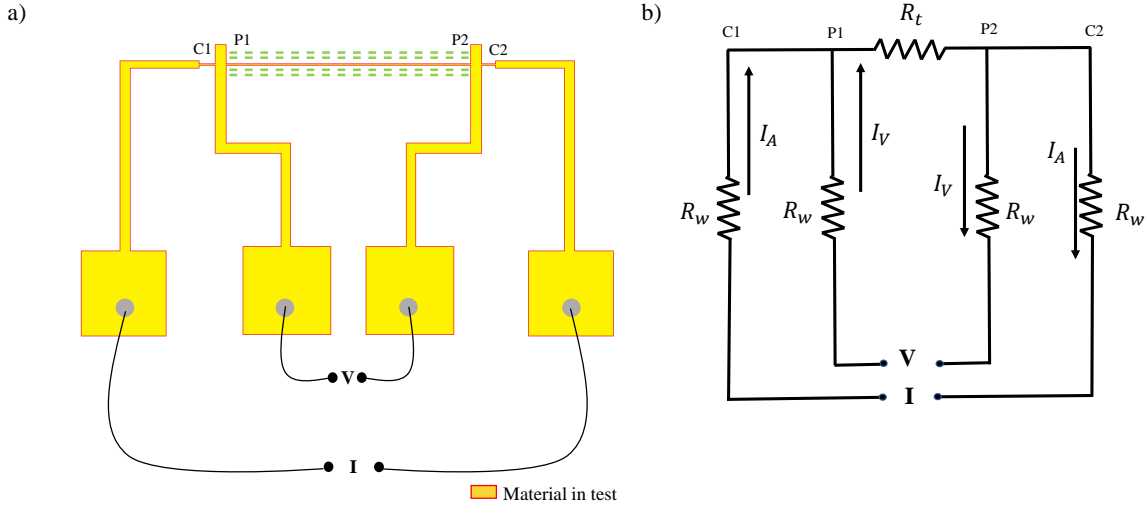 a)
C1 P1 P2 C2
V
I
Material in test
b)
C1 P1 R_t P2 C2
I_A I_V I_V I_A
R_w R_w R_w R_w
V
I